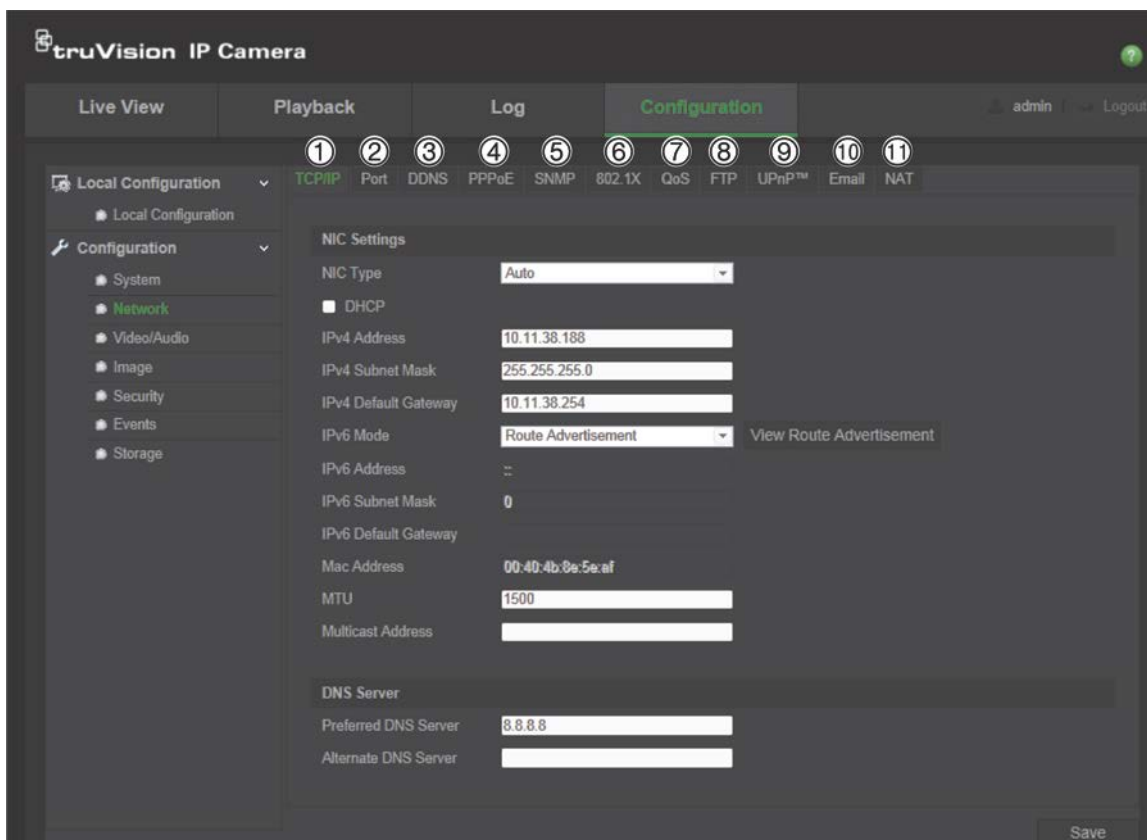 truVision IP Camera
?
Live View Playback Log Configuration admin Logout
① ② ③ ④ ⑤ ⑥ ⑦ ⑧ ⑨ ⑩ ⑪
TCP/IP Port DDNS PPPoE SNMP 802.1X QoS FTP UPnP™ Email NAT
Local Configuration
Local Configuration
Configuration
System
Network
Video/Audio
Image
Security
Events
Storage
NIC Settings
NIC Type Auto
DHCP
IPv4 Address 10.11.38.188
IPv4 Subnet Mask 255.255.255.0
IPv4 Default Gateway 10.11.38.254
IPv6 Mode Route Advertisement View Route Advertisement
IPv6 Address ::
IPv6 Subnet Mask 0
IPv6 Default Gateway
Mac Address 00:40:4b:8e:5e:af
MTU 1500
Multicast Address
DNS Server
Preferred DNS Server 8.8.8.8
Alternate DNS Server
Save